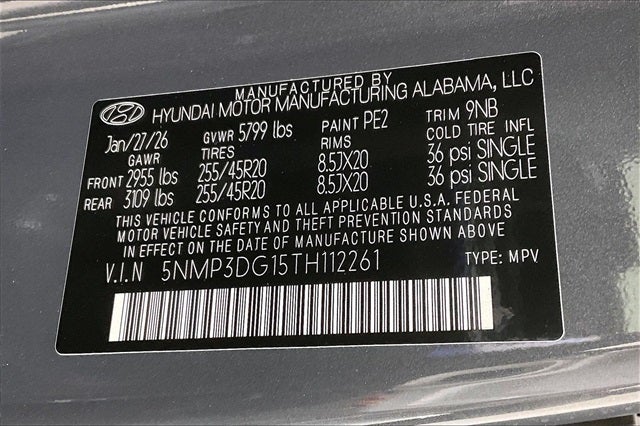 MANUFACTURED BY
HYUNDAI MOTOR MANUFACTURING ALABAMA, LLC
Jan/27/26 GVWR 5799 lbs PAINT PE2 TRIM 9NB
GAWR TIRES RIMS COLD TIRE INFL
FRONT 2955 lbs 255/45R20 8.5JX20 36 psi SINGLE
REAR 3109 lbs 255/45R20 8.5JX20 36 psi SINGLE
THIS VEHICLE CONFORMS TO ALL APPLICABLE U.S.A. FEDERAL
MOTOR VEHICLE SAFETY AND THEFT PREVENTION STANDARDS
IN EFFECT ON THE DATE OF MANUFACTURE SHOWN ABOVE.
V.I.N 5NMP3DG15TH112261 TYPE: MPV